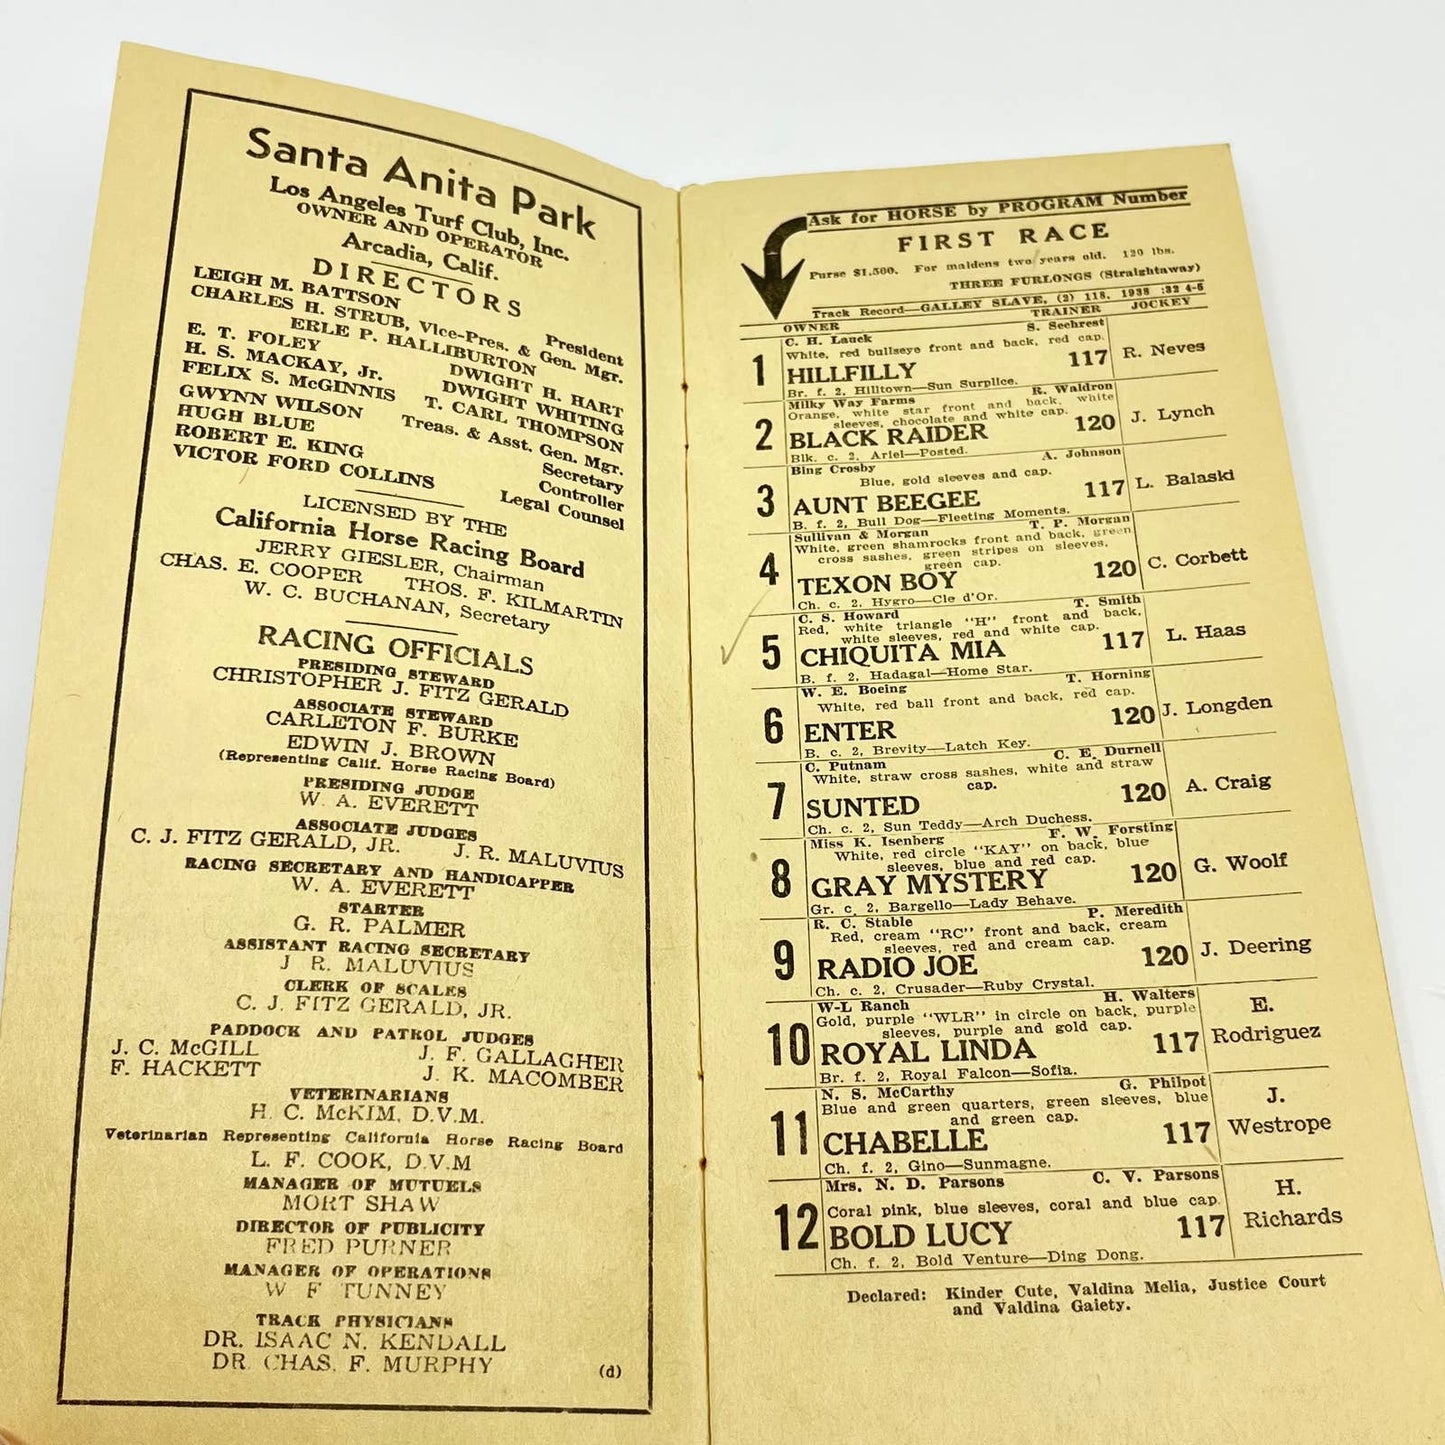 Santa Anita Park
Los Angeles Turf Club, Inc.
OWNER AND OPERATOR
Arcadia, Calif.
DIRECTORS
LEIGH M. BATTSON President
CHARLES H. STRUB, Vice-Pres. & Gen. Mgr.
ERLE P. HALLIBURTON
E. T. FOLEY DWIGHT H. HART
H. S. MACKAY, Jr. DWIGHT WHITING
FELIX S. McGINNIS T. CARL THOMPSON
GWYNN WILSON Treas. & Asst. Gen. Mgr.
HUGH BLUE Secretary
ROBERT E. KING Controller
VICTOR FORD COLLINS Legal Counsel
LICENSED BY THE
California Horse Racing Board
JERRY GIESLER, Chairman
CHAS. E. COOPER THOS. F. KILMARTIN
W. C. BUCHANAN, Secretary
RACING OFFICIALS
PRESIDING STEWARD
CHRISTOPHER J. FITZ GERALD
ASSOCIATE STEWARD
CARLETON F. BURKE
EDWIN J. BROWN
(Representing Calif. Horse Racing Board)
PRESIDING JUDGE
W. A. EVERETT
ASSOCIATE JUDGES
C. J. FITZ GERALD, JR. J. R. MALUVIUS
RACING SECRETARY AND HANDICAPPER
W. A. EVERETT
STARTER
G. R. PALMER
ASSISTANT RACING SECRETARY
J R. MALUVIUS
CLERK OF SCALES
C. J. FITZ GERALD, JR.
PADDOCK AND PATROL JUDGES
J. C. McGILL J. F. GALLAGHER
F. HACKETT J. K. MACOMBER
VETERINARIANS
H. C. McKIM, D.V.M.
Veterinarian Representing California Horse Racing Board
L. F. COOK, D.V.M
MANAGER OF MUTUELS
MORT SHAW
DIRECTOR OF PUBLICITY
FRED PURNER
MANAGER OF OPERATIONS
W F TUNNEY
TRACK PHYSICIANS
DR. ISAAC N. KENDALL
DR. CHAS. F. MURPHY (d)
Ask for HORSE by PROGRAM Number
FIRST RACE
Purse $1,500. For maidens two years old. 120 lbs.
THREE FURLONGS (Straightaway)
Track Record—GALLEY SLAVE, (2) 118, 1938 :32 4-5
OWNER TRAINER JOCKEY
C. H. Lauck S. Sechrest
White, red bullseye front and back, red cap.
1 HILLFILLY 117 R. Neves
Br. f. 2, Hilltown—Sun Surplice.
Milky Way Farms R. Waldron
Orange, white star front and back, white
sleeves, chocolate and white cap.
2 BLACK RAIDER 120 J. Lynch
Blk. c. 2, Ariel—Posted.
Bing Crosby A. Johnson
Blue, gold sleeves and cap.
3 AUNT BEEGEE 117 L. Balaski
B. f. 2, Bull Dog—Fleeting Moments.
Sullivan & Morgan T. P. Morgan
White, green shamrocks front and back, green
cross sashes, green stripes on sleeves,
green cap.
4 TEXON BOY 120 C. Corbett
Ch. c. 2, Hygro—Cle d'Or.
C. S. Howard T. Smith
Red, white triangle "H" front and back,
white sleeves, red and white cap.
5 CHIQUITA MIA 117 L. Haas
B. f. 2, Hadagal—Home Star.
W. E. Boeing T. Horning
White, red ball front and back, red cap.
6 ENTER 120 J. Longden
B. c. 2, Brevity—Latch Key.
C. Putnam C. E. Durnell
White, straw cross sashes, white and straw
cap.
7 SUNTED 120 A. Craig
Ch. c. 2, Sun Teddy—Arch Duchess.
Miss K. Isenberg F. W. Forsting
White, red circle "KAY" on back, blue
sleeves, blue and red cap.
8 GRAY MYSTERY 120 G. Woolf
Gr. c. 2, Bargello—Lady Behave.
R. C. Stable P. Meredith
Red, cream "RC" front and back, cream
sleeves, red and cream cap.
9 RADIO JOE 120 J. Deering
Ch. c. 2, Crusader—Ruby Crystal.
W-L Ranch H. Walters
Gold, purple "WLR" in circle on back, purple
sleeves, purple and gold cap.
10 ROYAL LINDA 117 E. Rodriguez
Br. f. 2, Royal Falcon—Sofia.
N. S. McCarthy G. Philpot
Blue and green quarters, green sleeves, blue
and green cap.
11 CHABELLE 117 J. Westrope
Ch. f. 2, Gino—Sunmagne.
Mrs. N. D. Parsons C. V. Parsons
Coral pink, blue sleeves, coral and blue cap.
12 BOLD LUCY 117 H. Richards
Ch. f. 2, Bold Venture—Ding Dong.
Declared: Kinder Cute, Valdina Melia, Justice Court
and Valdina Gaiety.